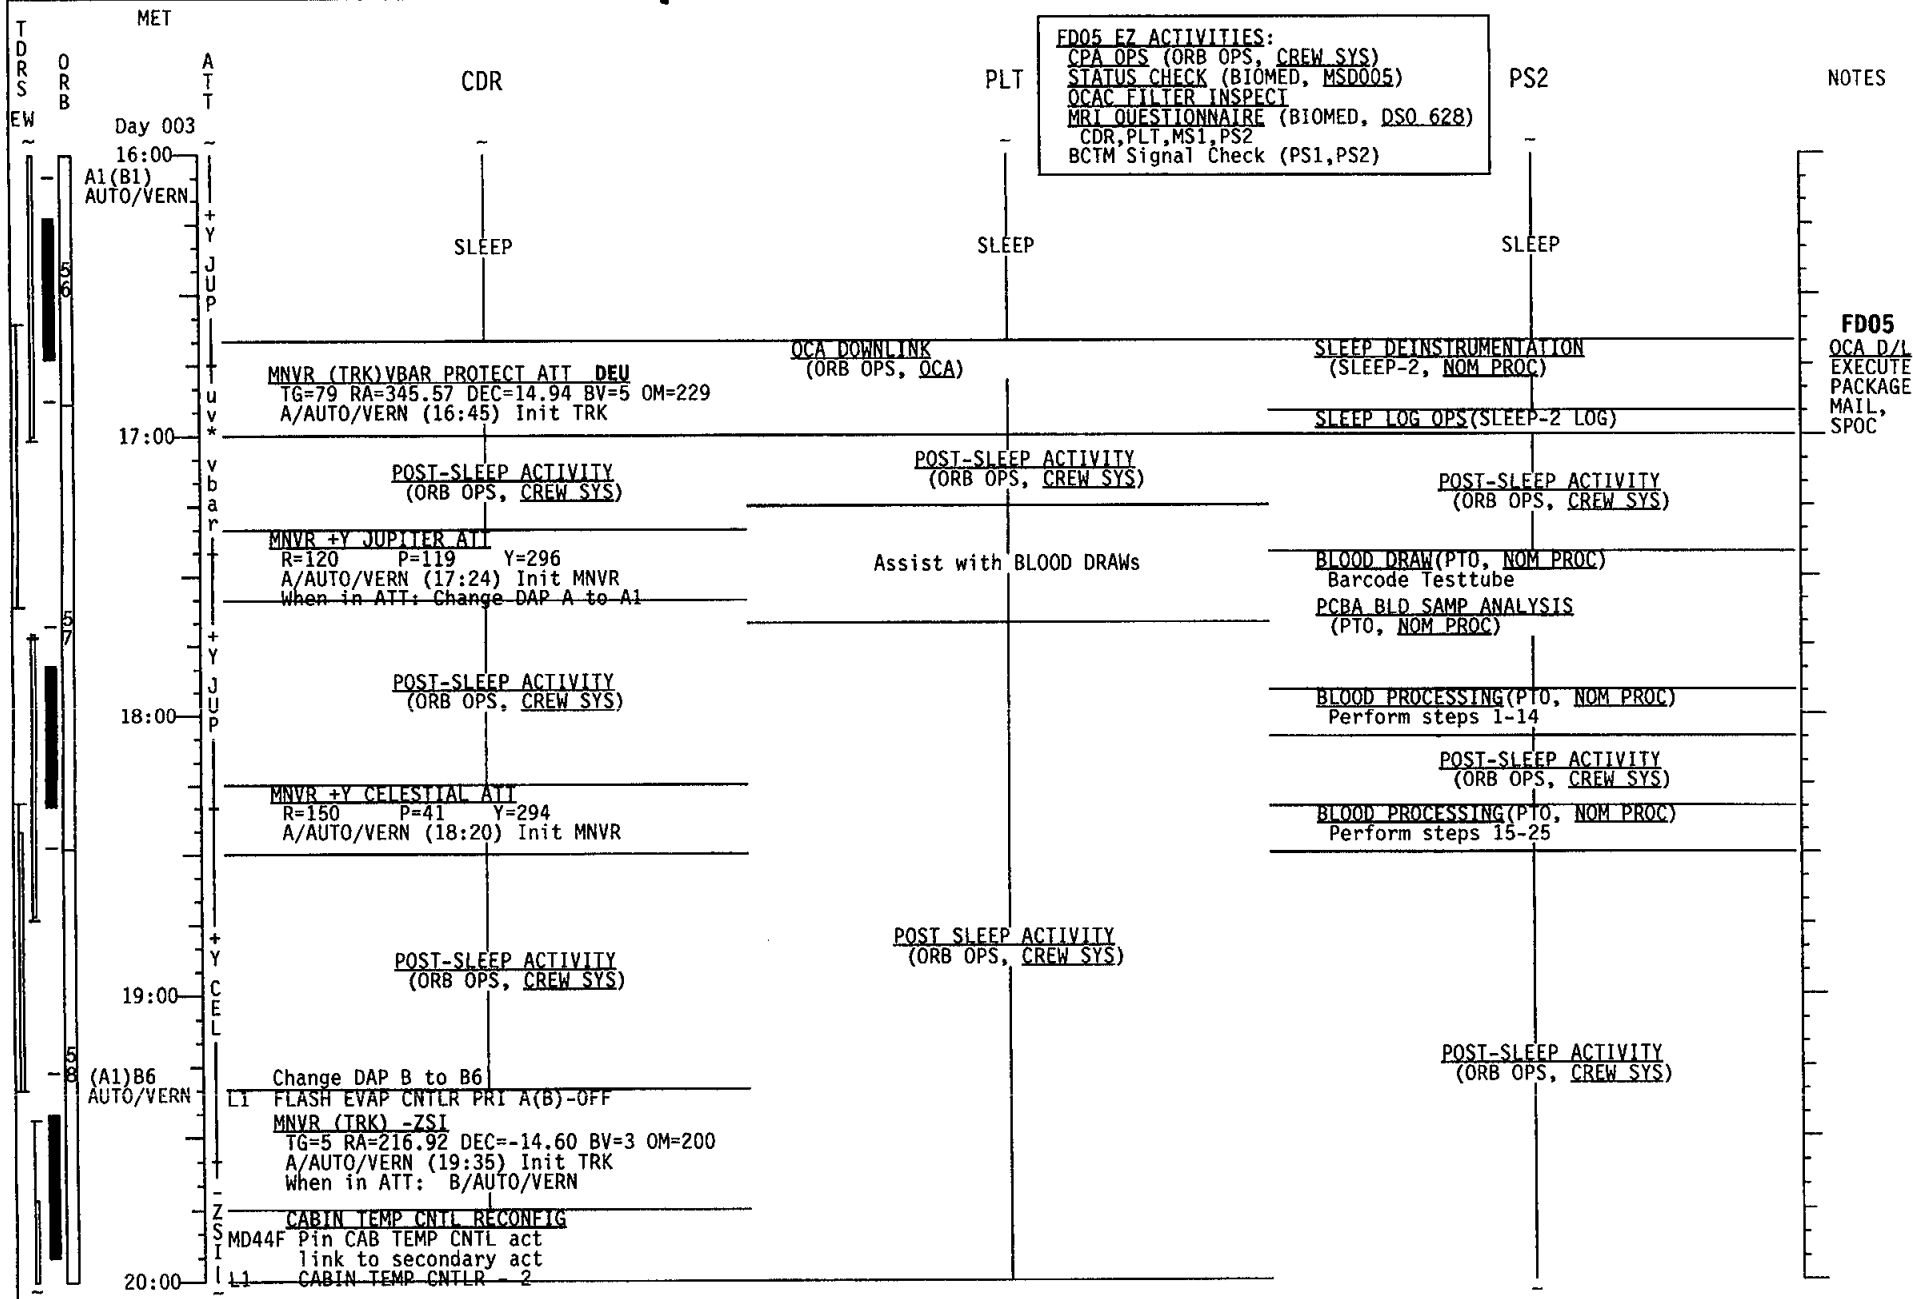 MET
TDRS
EW
ORB
ATT
CDR
PLT
PS2
NOTES
FD05 EZ ACTIVITIES:
CPA OPS (ORB OPS, CREW SYS)
STATUS CHECK (BIOMED, MSD005)
OCAC FILTER INSPECT
MRI QUESTIONNAIRE (BIOMED, DSO 628)
CDR,PLT,MS1,PS2
BCTM Signal Check (PS1,PS2)
Day 003
16:00
A1(B1)
AUTO/VERN
17:00
18:00
19:00
(A1)B6
AUTO/VERN
20:00
56
57
58
+Y JUP
uv*
vbar
+Y JUP
+Y CEL
-ZSI
SLEEP
MNVR (TRK)VBAR PROTECT ATT DEU
TG=79 RA=345.57 DEC=14.94 BV=5 OM=229
A/AUTO/VERN (16:45) Init TRK
POST-SLEEP ACTIVITY
(ORB OPS, CREW SYS)
MNVR +Y JUPITER ATT
R=120 P=119 Y=296
A/AUTO/VERN (17:24) Init MNVR
When in ATT: Change DAP A to A1
POST-SLEEP ACTIVITY
(ORB OPS, CREW SYS)
MNVR +Y CELESTIAL ATT
R=150 P=41 Y=294
A/AUTO/VERN (18:20) Init MNVR
POST-SLEEP ACTIVITY
(ORB OPS, CREW SYS)
Change DAP B to B6
L1 FLASH EVAP CNTLR PRI A(B)-OFF
MNVR (TRK) -ZSI
TG=5 RA=216.92 DEC=-14.60 BV=3 OM=200
A/AUTO/VERN (19:35) Init TRK
When in ATT: B/AUTO/VERN
CABIN TEMP CNTL RECONFIG
MD44F Pin CAB TEMP CNTL act
link to secondary act
L1 CABIN TEMP CNTLR - 2
SLEEP
OCA DOWNLINK
(ORB OPS, OCA)
POST-SLEEP ACTIVITY
(ORB OPS, CREW SYS)
Assist with BLOOD DRAWs
POST SLEEP ACTIVITY
(ORB OPS, CREW SYS)
SLEEP
SLEEP DEINSTRUMENTATION
(SLEEP-2, NOM PROC)
SLEEP LOG OPS(SLEEP-2 LOG)
POST-SLEEP ACTIVITY
(ORB OPS, CREW SYS)
BLOOD DRAW(PTO, NOM PROC)
Barcode Testtube
PCBA BLD SAMP ANALYSIS
(PTO, NOM PROC)
BLOOD PROCESSING(PTO, NOM PROC)
Perform steps 1-14
POST-SLEEP ACTIVITY
(ORB OPS, CREW SYS)
BLOOD PROCESSING(PTO, NOM PROC)
Perform steps 15-25
POST-SLEEP ACTIVITY
(ORB OPS, CREW SYS)
FD05
OCA D/L
EXECUTE
PACKAGE
MAIL,
SPOC